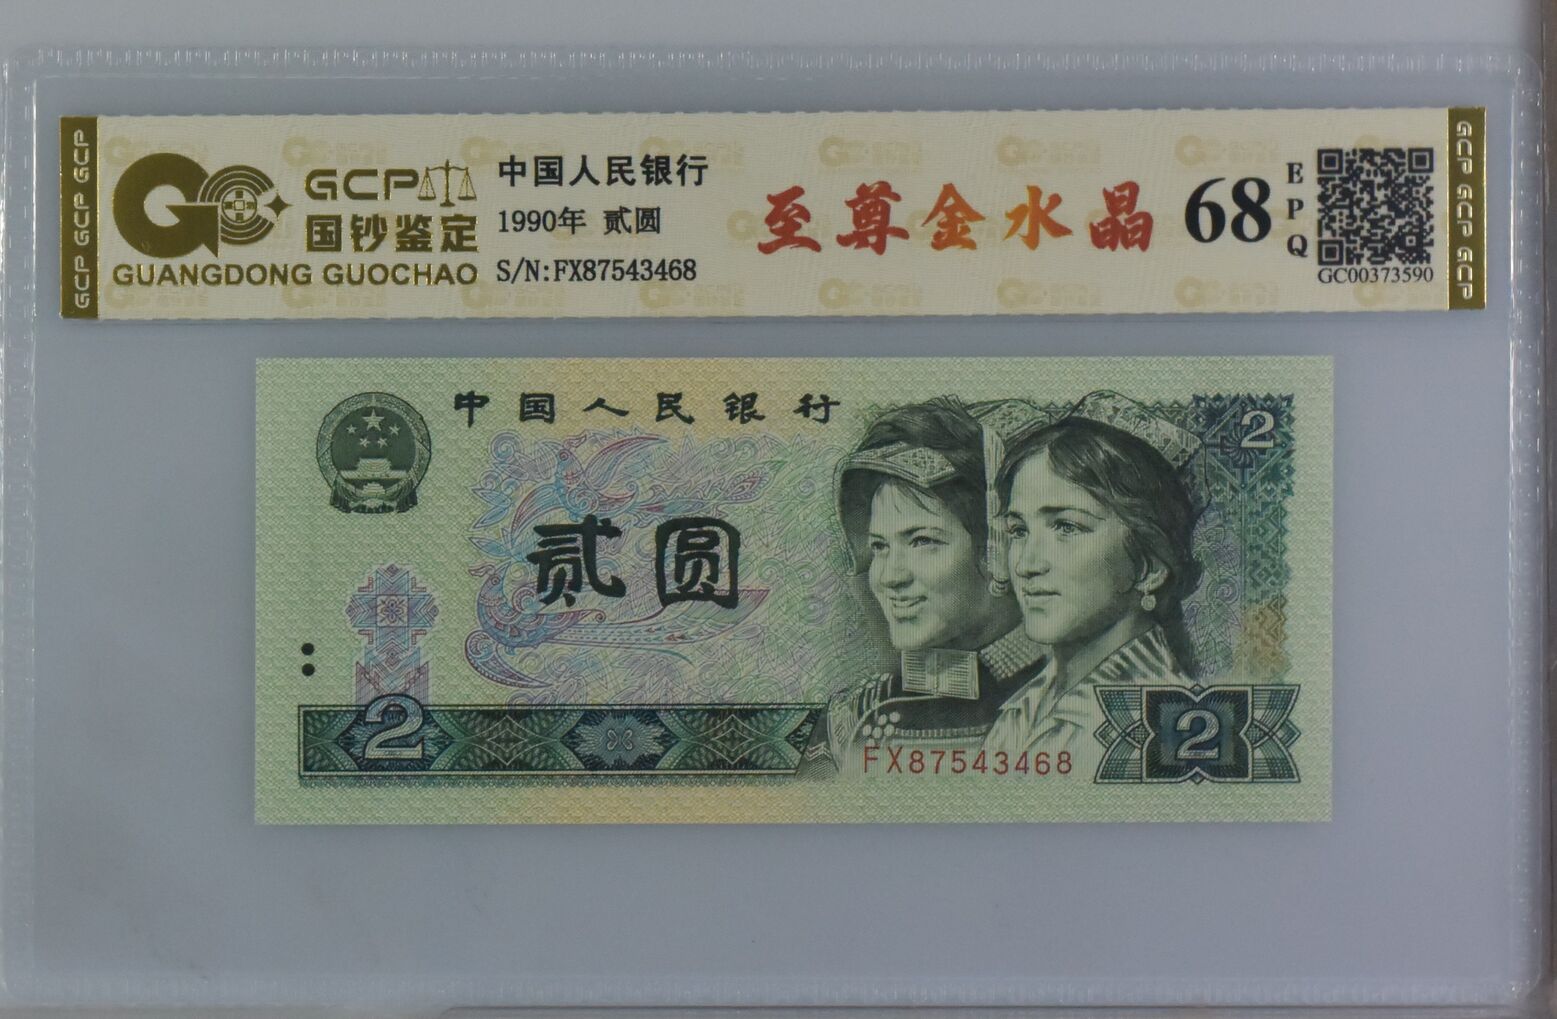 GCP GCP GCP
GCP
国钞鉴定
GUANGDONG GUOCHAO
中国人民银行
1990年 贰圆
S/N:FX87543468
至尊金水晶
68
EPQ
GC00373590
GCP GCP GCP
中国人民银行
2
贰圆
2
FX87543468
2